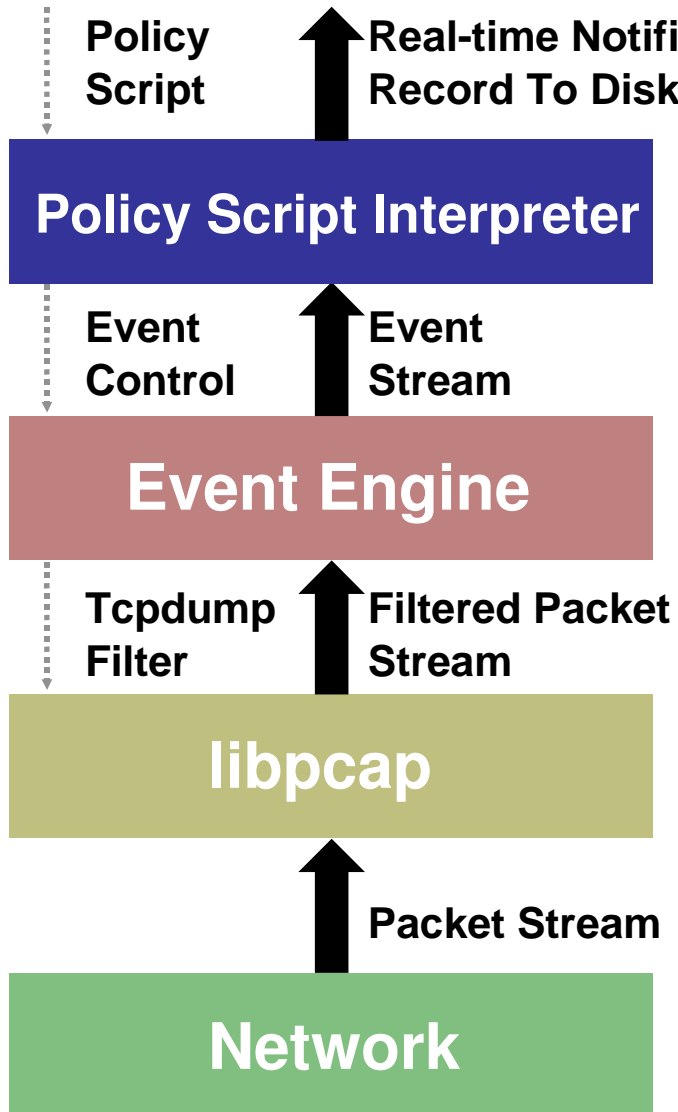 Policy
Script
Real-time Notifi
Record To Disk
Policy Script Interpreter
Event
Control
Event
Stream
Event Engine
Tcpdump
Filter
Filtered Packet
Stream
libpcap
Packet Stream
Network